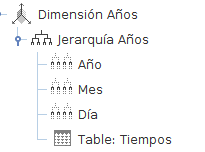 Dimensión Años
Jerarquía Años
Año
Mes
Día
Table: Tiempos